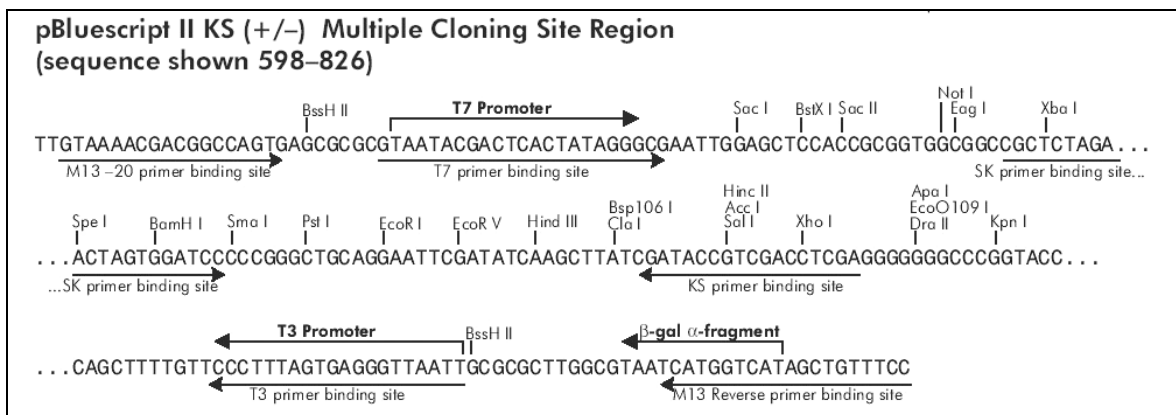 pBluescript II KS (+/–) Multiple Cloning Site Region
(sequence shown 598–826)
BssH II
T7 Promoter
Sac I
BstX I
Sac II
Not I
Eag I
Xba I
TTGTAAAACGACGGCCAGTGAGCGCGCGTAATACGACTCACTATAGGGCGAATTGGAGCTCCACCGCGGTGGCGGCCGCTCTAGA...
M13 –20 primer binding site
T7 primer binding site
SK primer binding site...
Spe I
BamH I
Sma I
Pst I
EcoR I
EcoR V
Hind III
Bsp106 I
Cla I
Hinc II
Acc I
Sal I
Xho I
Apa I
EcoO109 I
Dra II
Kpn I
...ACTAGTGGATCCCCCGGGCTGCAGGAATTCGATATCAAGCTTATCGATACCGTCGACCTCGAGGGGGGGCCCGGTACC...
...SK primer binding site
KS primer binding site
T3 Promoter
BssH II
β-gal α-fragment
...CAGCTTTTGTTCCCTTTAGTGAGGGTTAATTGCGCGCTTGGCGTAATCATGGTCATAGCTGTTTCC
T3 primer binding site
M13 Reverse primer binding site